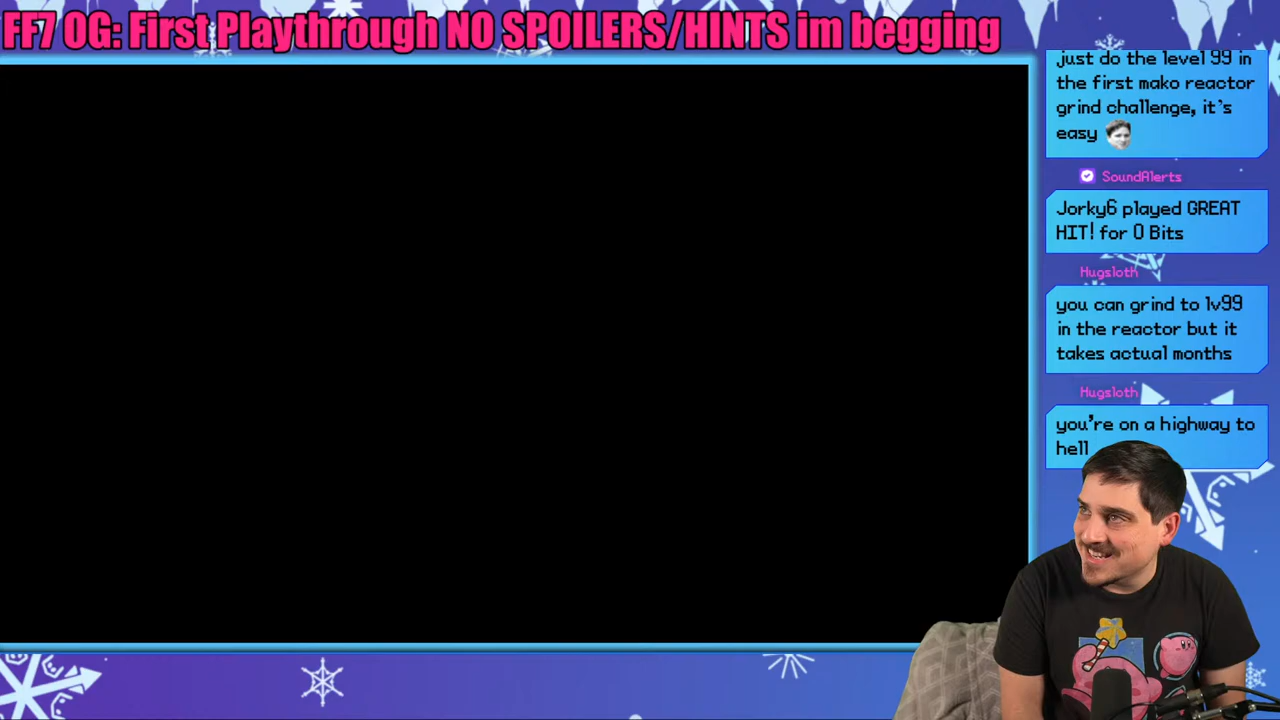 FF7 OG: First Playthrough NO SPOILERS/HINTS im begging
just do the level 99 in
the first mako reactor
grind challenge, it's
easy
SoundAlerts
Jorky6 played GREAT
HIT! for 0 Bits
Hugsloth
you can grind to lv99
in the reactor but it
takes actual months
Hugsloth
you're on a highway to
hell